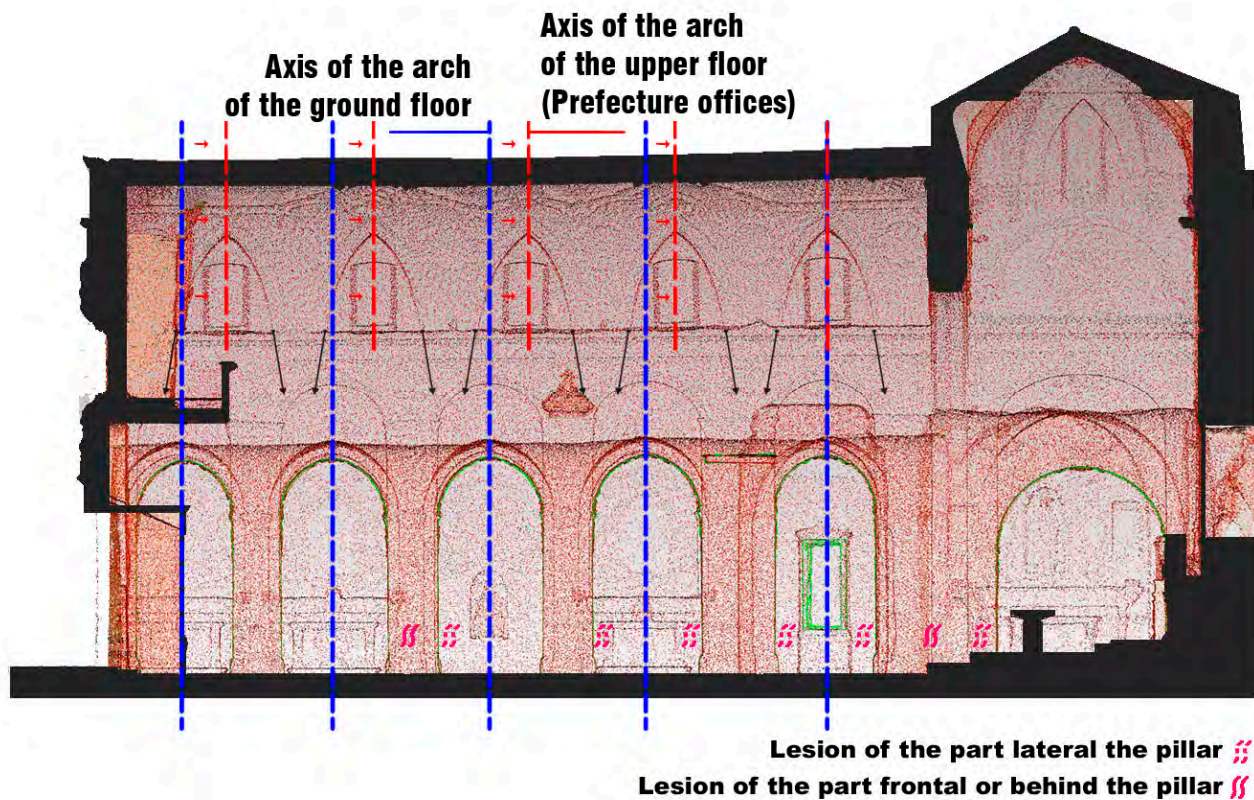 Axis of the arch
of the ground floor
Axis of the arch
of the upper floor
(Prefecture offices)
Lesion of the part lateral the pillar
Lesion of the part frontal or behind the pillar